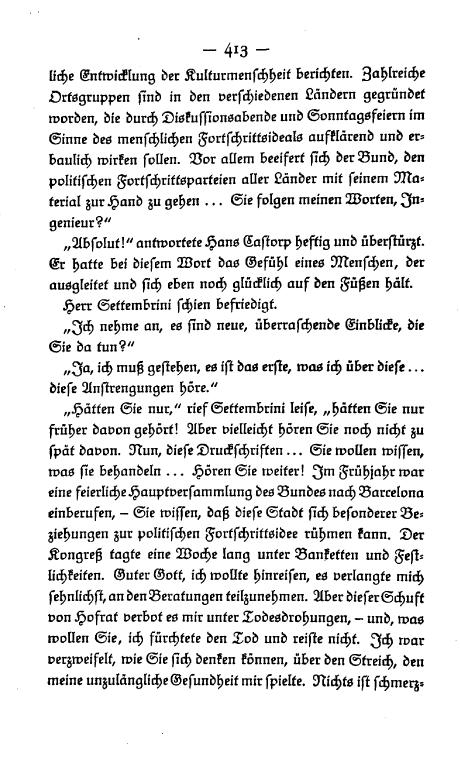 — 413 —
liche Entwicklung der Kulturmenschheit berichten. Zahlreiche
Ortsgruppen sind in den verschiedenen Ländern gegründet
worden, die durch Diskussionsabende und Sonntagsfeiern im
Sinne des menschlichen Fortschrittsideals aufklärend und er-
baulich wirken sollen. Vor allem beeifert sich der Bund, den
politischen Fortschrittsparteien aller Länder mit seinem Ma-
terial zur Hand zu gehen ... Sie folgen meinen Worten, In-
genieur?“
„Absolut!“ antwortete Hans Castorp heftig und überstürzt.
Er hatte bei diesem Wort das Gefühl eines Menschen, der
ausgleitet und sich eben noch glücklich auf den Füßen hält.
Herr Settembrini schien befriedigt.
„Ich nehme an, es sind neue, überraschende Einblicke, die
Sie da tun?“
„Ja, ich muß gestehen, es ist das erste, was ich über diese ...
diese Anstrengungen höre.“
„Hätten Sie nur,“ rief Settembrini leise, „hätten Sie nur
früher davon gehört! Aber vielleicht hören Sie noch nicht zu
spät davon. Nun, diese Druckschriften ... Sie wollen wissen,
was sie behandeln ... Hören Sie weiter! Im Frühjahr war
eine feierliche Hauptversammlung des Bundes nach Barcelona
einberufen, – Sie wissen, daß diese Stadt sich besonderer Be-
ziehungen zur politischen Fortschrittsidee rühmen kann. Der
Kongreß tagte eine Woche lang unter Banketten und Fest-
lichkeiten. Guter Gott, ich wollte hinreisen, es verlangte mich
sehnlichst, an den Beratungen teilzunehmen. Aber dieser Schuft
von Hofrat verbot es mir unter Todesdrohungen, – und, was
wollen Sie, ich fürchtete den Tod und reiste nicht. Ich war
verzweifelt, wie Sie sich denken können, über den Streich, den
meine unzulängliche Gesundheit mir spielte. Nichts ist schmerz-